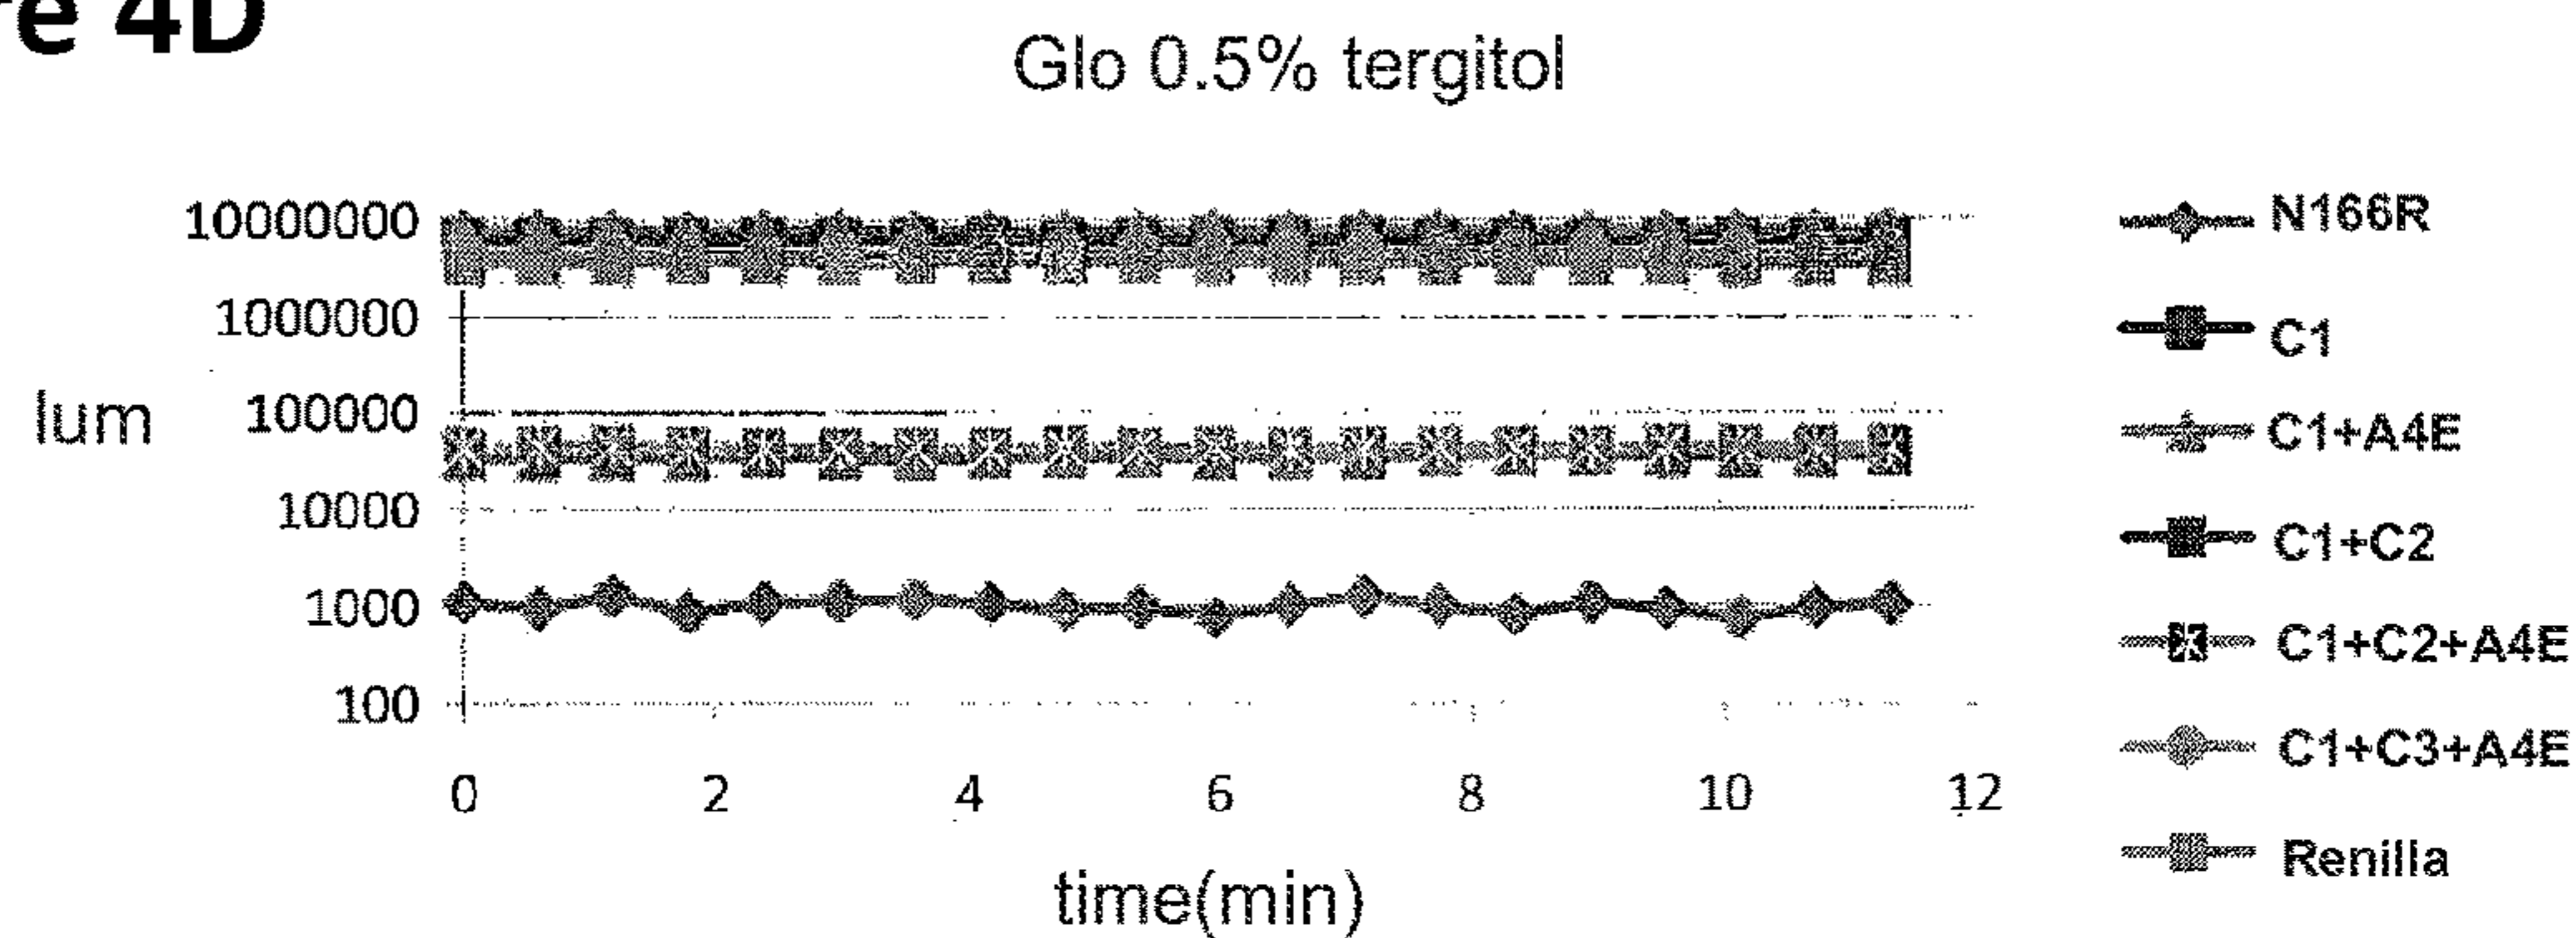 re 4D
Glo 0.5% tergitol
10000000
1000000
100000
10000
1000
100
lum
0 2 4 6 8 10 12
time(min)
N166R
C1
C1+A4E
C1+C2
C1+C2+A4E
C1+C3+A4E
Renilla